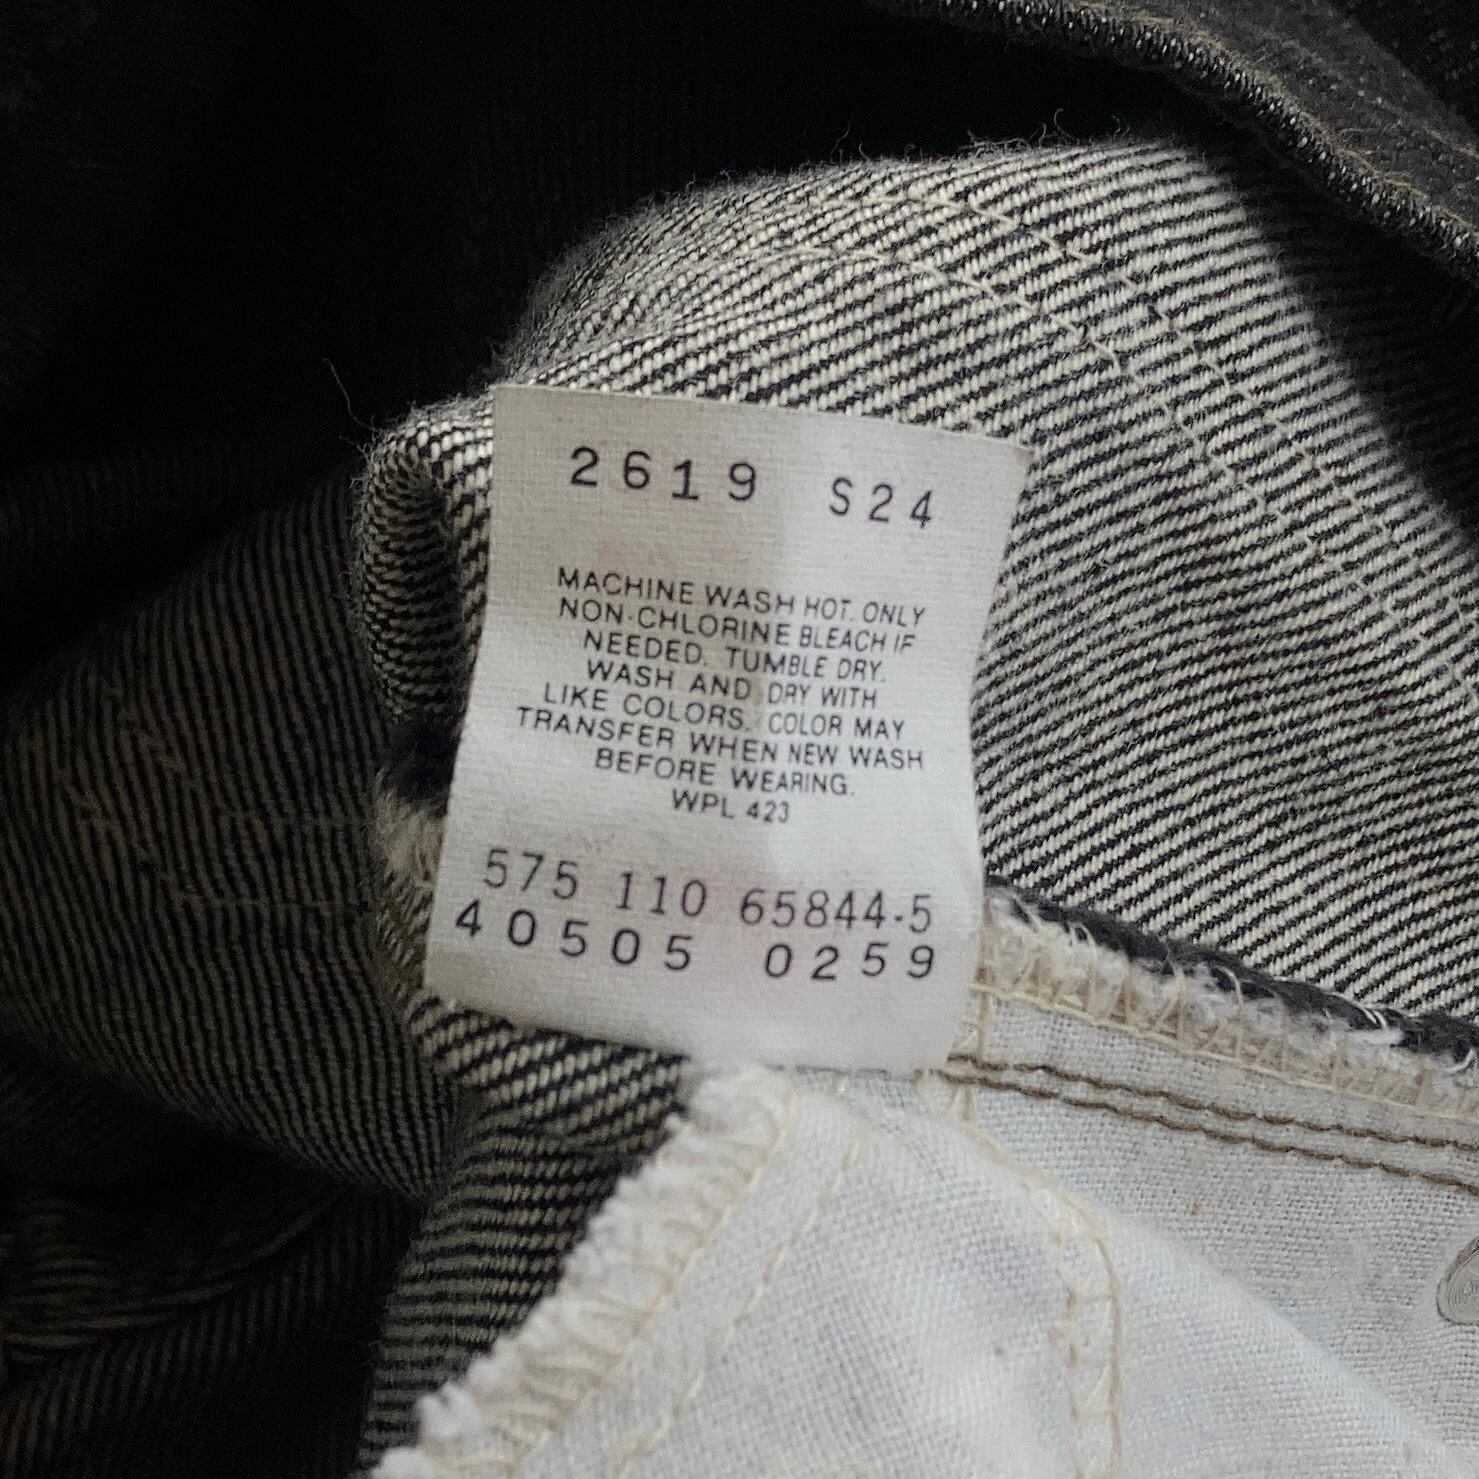 2619 S24
MACHINE WASH HOT. ONLY
NON-CHLORINE BLEACH IF
NEEDED. TUMBLE DRY.
WASH AND DRY WITH
LIKE COLORS. COLOR MAY
TRANSFER WHEN NEW WASH
BEFORE WEARING.
WPL 423
575 110 65844-5
40505 0259